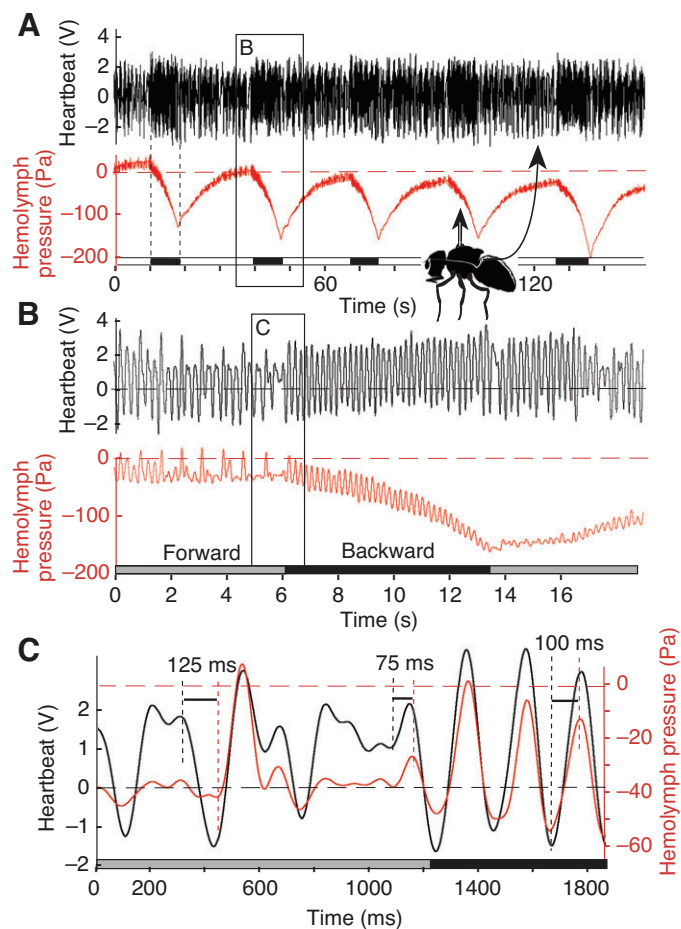 A
B
4
2
0
−2
Heartbeat (V)
0
−100
−200
Hemolymph
pressure (Pa)
0
60
120
Time (s)
B
C
4
2
0
−2
Heartbeat (V)
0
−100
−200
Hemolymph
pressure (Pa)
Forward
Backward
0 2 4 6 8 10 12 14 16
Time (s)
C
125 ms
75 ms
100 ms
2
1
0
−1
−2
Heartbeat (V)
0
−20
−40
−60
Hemolymph pressure (Pa)
0 200 600 1000 1400 1800
Time (ms)